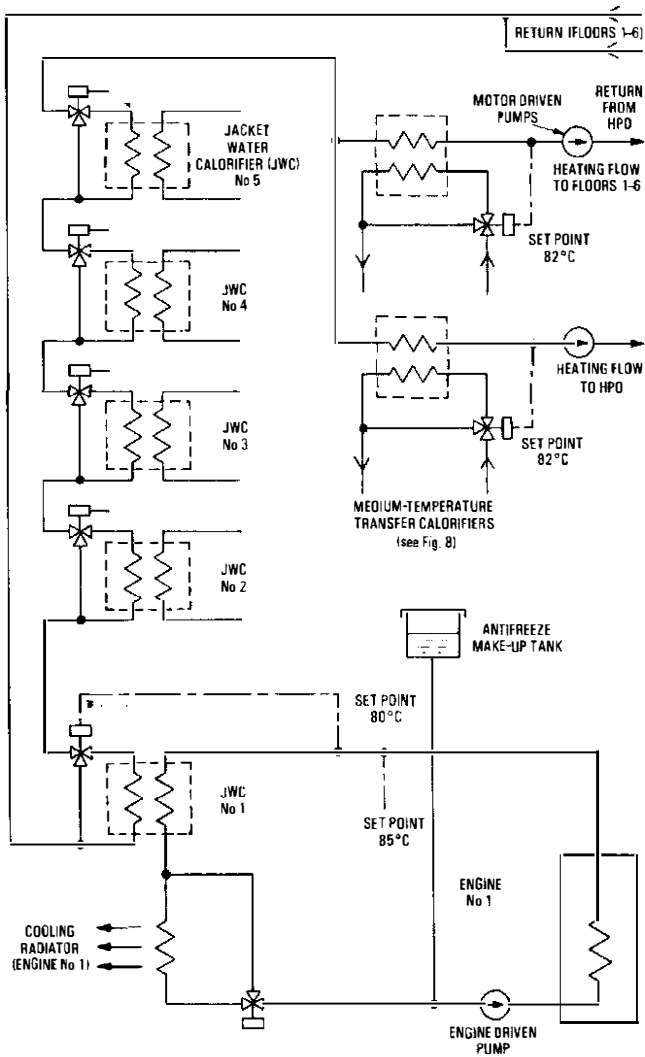 RETURN (FLOORS 1-6)
MOTOR DRIVEN
PUMPS
RETURN
FROM
HPO
JACKET
WATER
CALORIFIER (JWC)
No 5
HEATING FLOW
TO FLOORS 1-6
SET POINT
82°C
JWC
No 4
HEATING FLOW
TO HPO
JWC
No 3
SET POINT
82°C
MEDIUM-TEMPERATURE
TRANSFER CALORIFIERS
(see Fig. 8)
JWC
No 2
ANTIFREEZE
MAKE-UP TANK
SET POINT
80°C
JWC
No 1
SET POINT
85°C
ENGINE
No 1
COOLING
RADIATOR
(ENGINE No 1)
ENGINE DRIVEN
PUMP